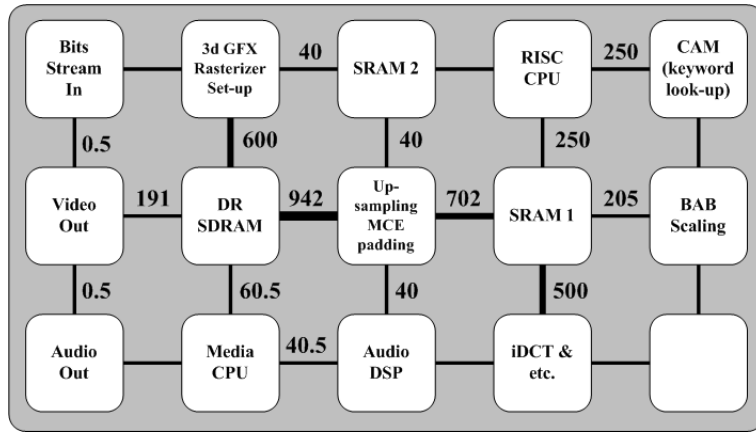 Bits
Stream
In
3d GFX
Rasterizer
Set-up
40
SRAM 2
RISC
CPU
250
CAM
(keyword
look-up)
0.5
600
40
250
Video
Out
191
DR
SDRAM
942
Up-
sampling
MCE
padding
702
SRAM 1
205
BAB
Scaling
0.5
60.5
40
500
Audio
Out
Media
CPU
40.5
Audio
DSP
iDCT &
etc.